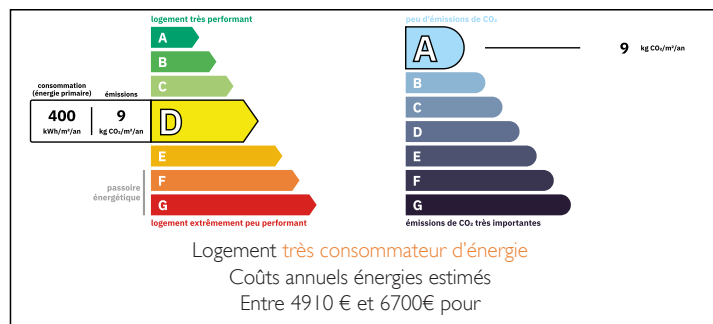 logement très performant
A
B
C
consommation
(énergie primaire)
émissions
400
kWh/m²/an
9
kg CO₂/m²/an
D
E
F
G
passoire
énergétique
logement extrêmement peu performant
peu d'émissions de CO₂
A
9 kg CO₂/m²/an
B
C
D
E
F
G
émissions de CO₂ très importantes
Logement très consommateur d'énergie
Coûts annuels énergies estimés
Entre 4910 € et 6700€ pour